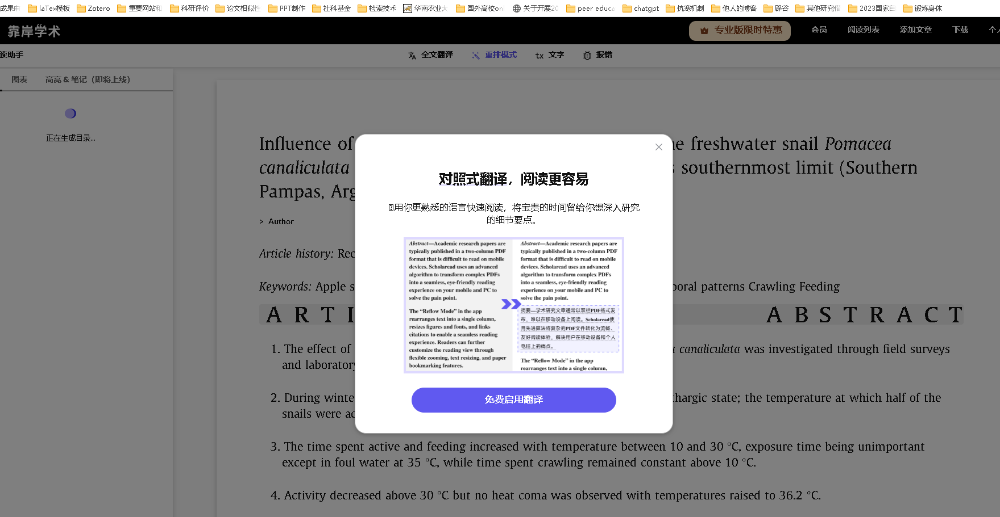 成果申 laTex模板 Zotero 重要网站和 科研评价 论文相似性 PPT制作 社科基金 检索技术 华南农业大 国外高校onl 关于开展20 peer educa chatgpt 抗寒机制 他人的博客 辟谷 其他研究信 2023国家自 锻炼身体
靠岸学术 专业版限时特惠 会员 阅读列表 添加文章 下载 个人
读助手 全文翻译 重排模式 tx 文字 报错
图表 高亮 & 笔记（即将上线）
正在生成目录...
Influence of e freshwater snail Pomacea
canaliculata s southernmost limit (Southern
Pampas, Arg
> Author
Article history: Rec
Keywords: Apple s poral patterns Crawling Feeding
A R T I A B S T R A C T
1. The effect of a canaliculata was investigated through field surveys
and laboratory
2. During winte thargic state; the temperature at which half of the
snails were ac
3. The time spent active and feeding increased with temperature between 10 and 30 °C, exposure time being unimportant
except in foul water at 35 °C, while time spent crawling remained constant above 10 °C.
4. Activity decreased above 30 °C but no heat coma was observed with temperatures raised to 36.2 °C.
对照式翻译，阅读更容易
用你更熟悉的语言快速阅读，将宝贵的时间留给你想深入研究
的细节要点。
Abstract—Academic research papers are
typically published in a two-column PDF
format that is difficult to read on mobile
devices. Scholaread uses an advanced
algorithm to transform complex PDFs
into a seamless, eye-friendly reading
experience on your mobile and PC to
solve the pain point.
The “Reflow Mode” in the app
rearranges text into a single column,
resizes figures and fonts, and links
citations to enable a seamless reading
experience. Readers can further
customize the reading view through
flexible zooming, text resizing, and paper
bookmarking features.
Abstract—Academic research papers are
typically published in a two-column PDF
format that is difficult to read on mobile
devices. Scholaread uses an advanced
algorithm to transform complex PDFs
into a seamless, eye-friendly reading
experience on your mobile and PC to
solve the pain point.
摘要—学术研究文章通常以双栏PDF格式发
布，难以在移动设备上阅读。Scholaread使
用先进算法将复杂的PDF文件转化为流畅、
友好阅读体验，解决用户在移动设备和个人
电脑上的痛点。
The “Reflow Mode” in the app
rearranges text into a single column,
免费启用翻译